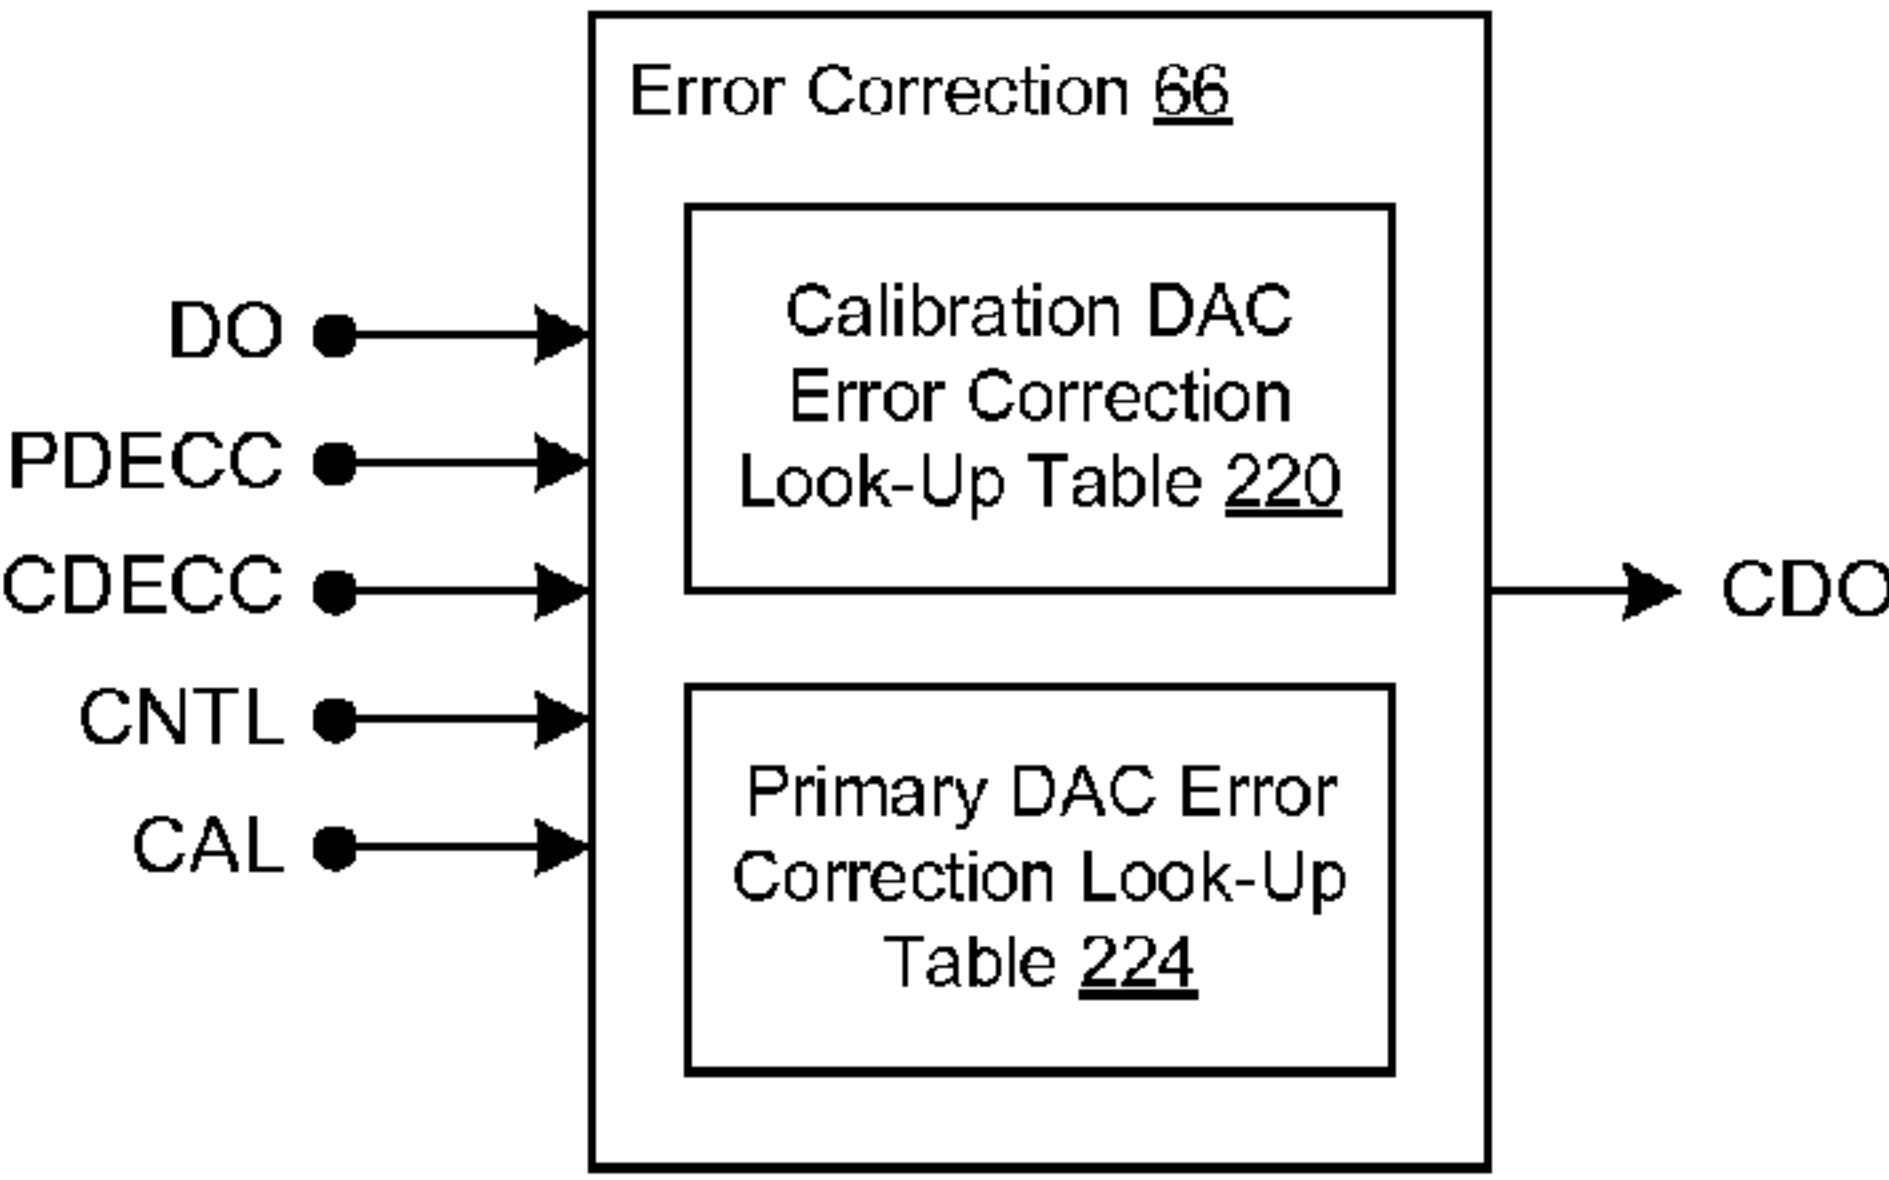 Error Correction 66
Calibration DAC
Error Correction
Look-Up Table 220
DO
PDECC
CDECC
CNTL
CAL
CDO
Primary DAC Error
Correction Look-Up
Table 224